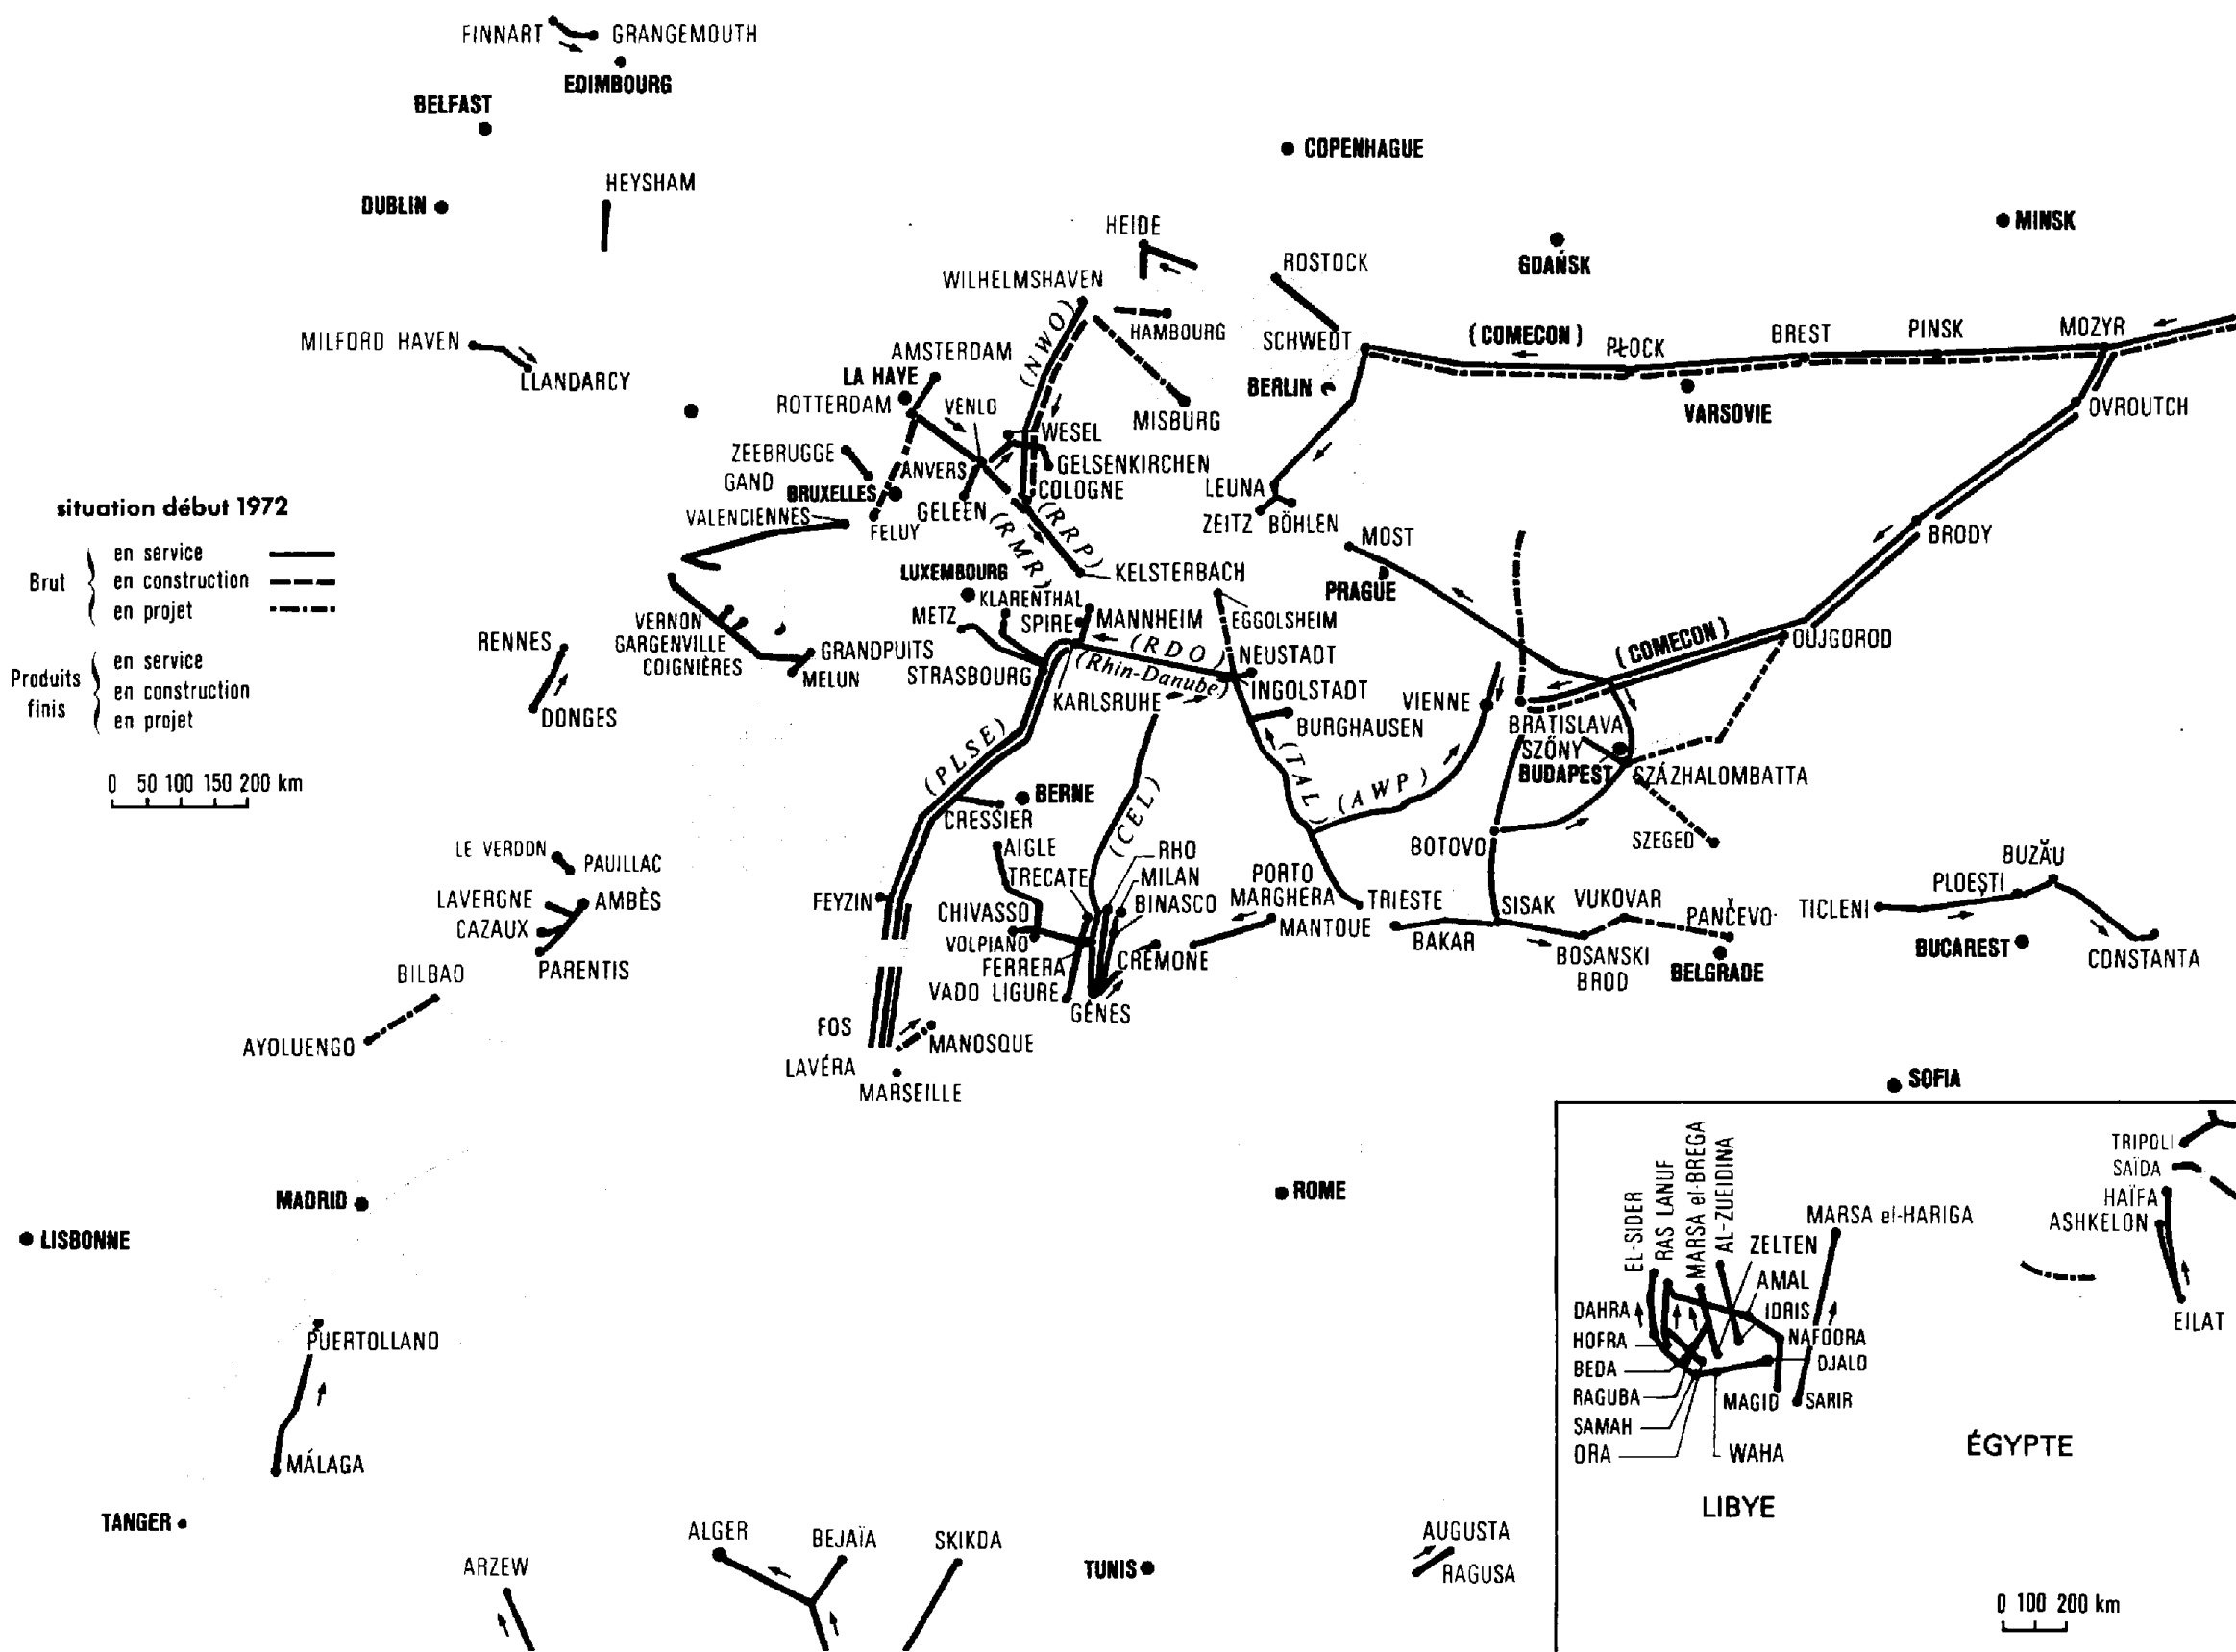 FINNART
GRANGEMOUTH
EDIMBOURG
BELFAST
COPENHAGUE
HEYSHAM
DUBLIN
MINSK
HEIDE
GDAŃSK
ROSTOCK
WILHELMSHAVEN
HAMBOURG
MILFORD HAVEN
LLANDARCY
SCHWEDT
(COMECON)
PŁOCK
BREST
PINSK
MOZYR
AMSTERDAM
(NWO)
LA HAYE
ROTTERDAM
VENLO
BERLIN
VARSOVIE
OVROUTCH
MISBURG
WESEL
ZEEBRUGGE
GAND
ANVERS
GELSENKIRCHEN
COLOGNE
BRUXELLES
GELEEN
LEUNA
ZEITZ
BÖHLEN
VALENCIENNES
FELUY
(RMR)
(RRP)
MOST
BRODY
situation début 1972
Brut
en service
en construction
en projet
Produits
finis
en service
en construction
en projet
0 50 100 150 200 km
LUXEMBOURG
KELSTERBACH
PRAGUE
KLARENTHAL
METZ
SPIRE
MANNHEIM
EGGOLSHEIM
VERNON
GARGENVILLE
COIGNIÈRES
GRANDPUITS
MELUN
STRASBOURG
(RDO)
(Rhin-Danube)
NEUSTADT
INGOLSTADT
(COMECON)
OUJGOROD
RENNES
DONGES
KARLSRUHE
BURGHAUSEN
VIENNE
BRATISLAVA
SZŐNY
BUDAPEST
SZÁZHALOMBATTA
(PLSE)
(TAL)
(AWP)
(CEL)
BERNE
CRESSIER
AIGLE
LE VERDON
PAUILLAC
LAVERGNE
AMBÈS
CAZAUX
PARENTIS
TRECATE
RHO
MILAN
BINASCO
PORTO
MARGHERA
BOTOVO
SZEGED
BUZĂU
PLOEŞTI
FEYZIN
CHIVASSO
VOLPIANO
FERRERA
VADO LIGURE
GÊNES
CRÉMONE
MANTOUE
TRIESTE
BAKAR
SISAK
VUKOVAR
BOSANSKI
BROD
PANČEVO
BELGRADE
TICLENI
BUCAREST
CONSTANTA
BILBAO
AYOLUENGO
FOS
LAVÉRA
MANOSQUE
MARSEILLE
SOFIA
MADRID
LISBONNE
ROME
PUERTOLLANO
MÁLAGA
TANGER
ARZEW
ALGER
BEJAÏA
SKIKDA
TUNIS
AUGUSTA
RAGUSA
TRIPOLI
SAÏDA
HAÏFA
ASHKELON
EILAT
EL-SIDER
RAS LANUF
MARSA el-BREGA
AL-ZUEIDINA
MARSA el-HARIGA
ZELTEN
AMAL
IDRIS
NAFOORA
DJALO
DAHRA
HOFRA
BEDA
RAGUBA
SAMAH
ORA
MAGID
SARIR
WAHA
ÉGYPTE
LIBYE
0 100 200 km